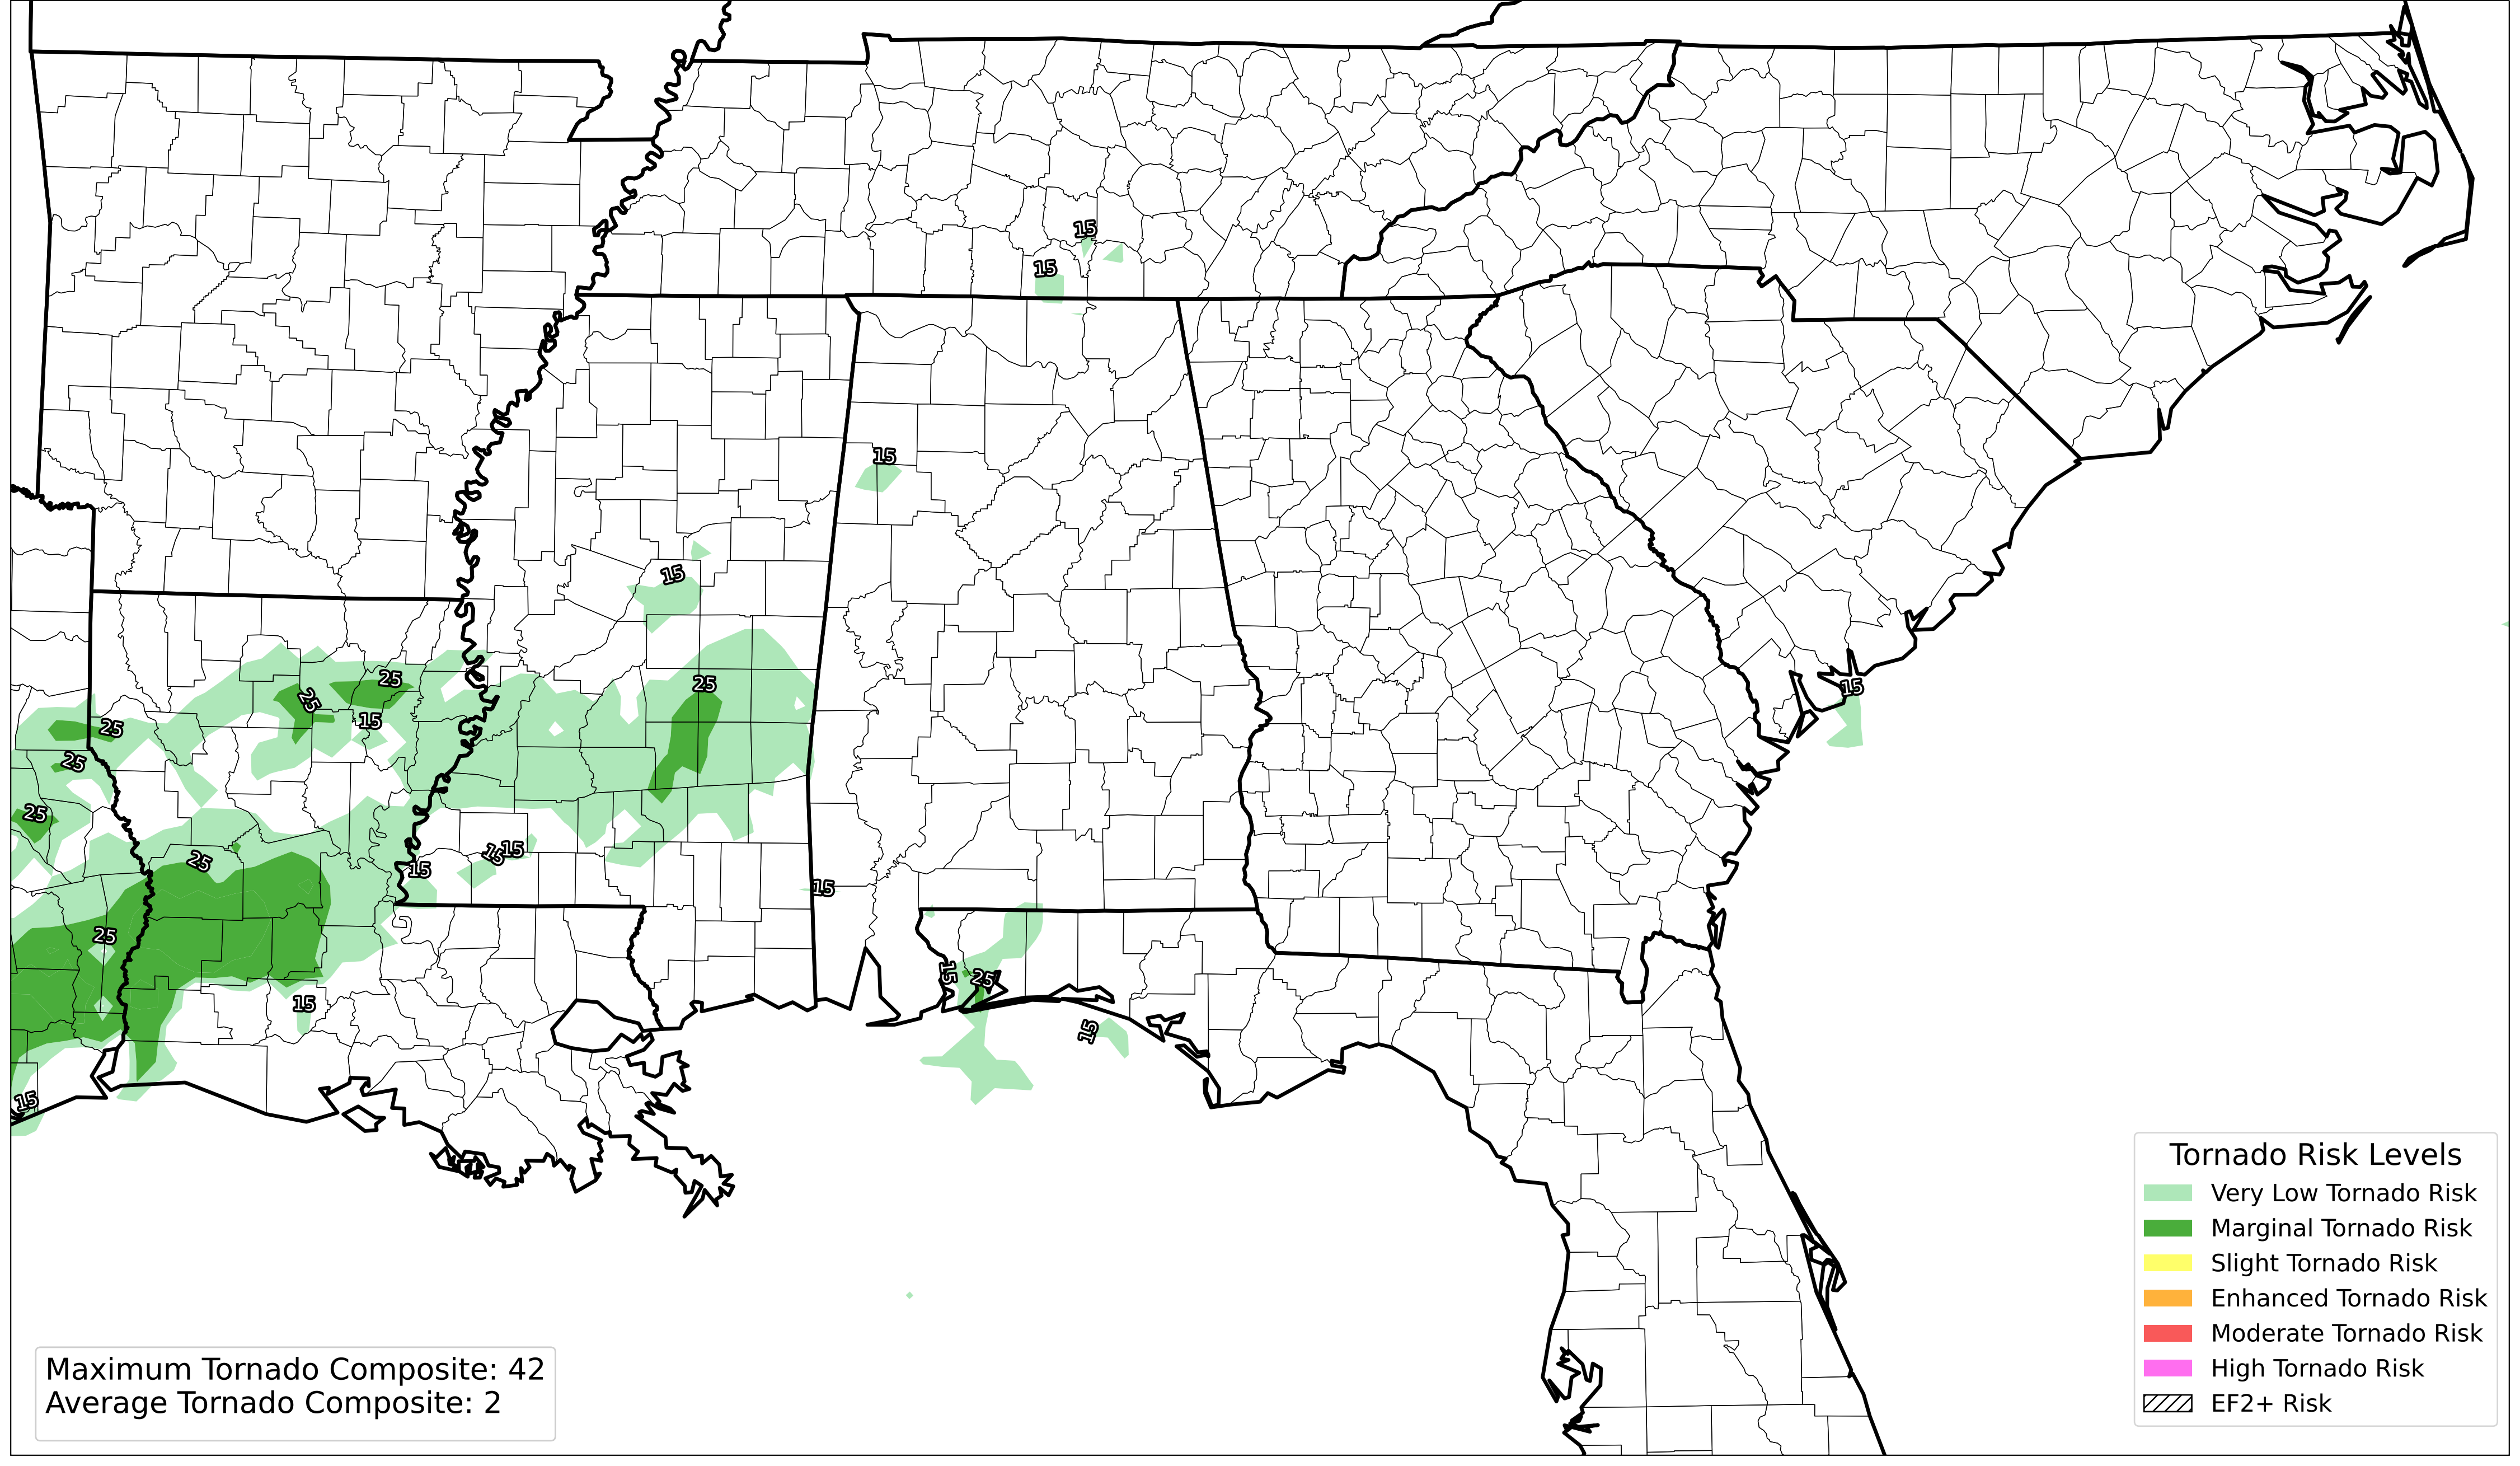 15
15
15
15
25
25
25
15
15
25
25
25
15
15
25
15
15
25
15
25
15
15
15
Tornado Risk Levels
Very Low Tornado Risk
Marginal Tornado Risk
Slight Tornado Risk
Enhanced Tornado Risk
Moderate Tornado Risk
High Tornado Risk
EF2+ Risk
Maximum Tornado Composite: 42
Average Tornado Composite: 2